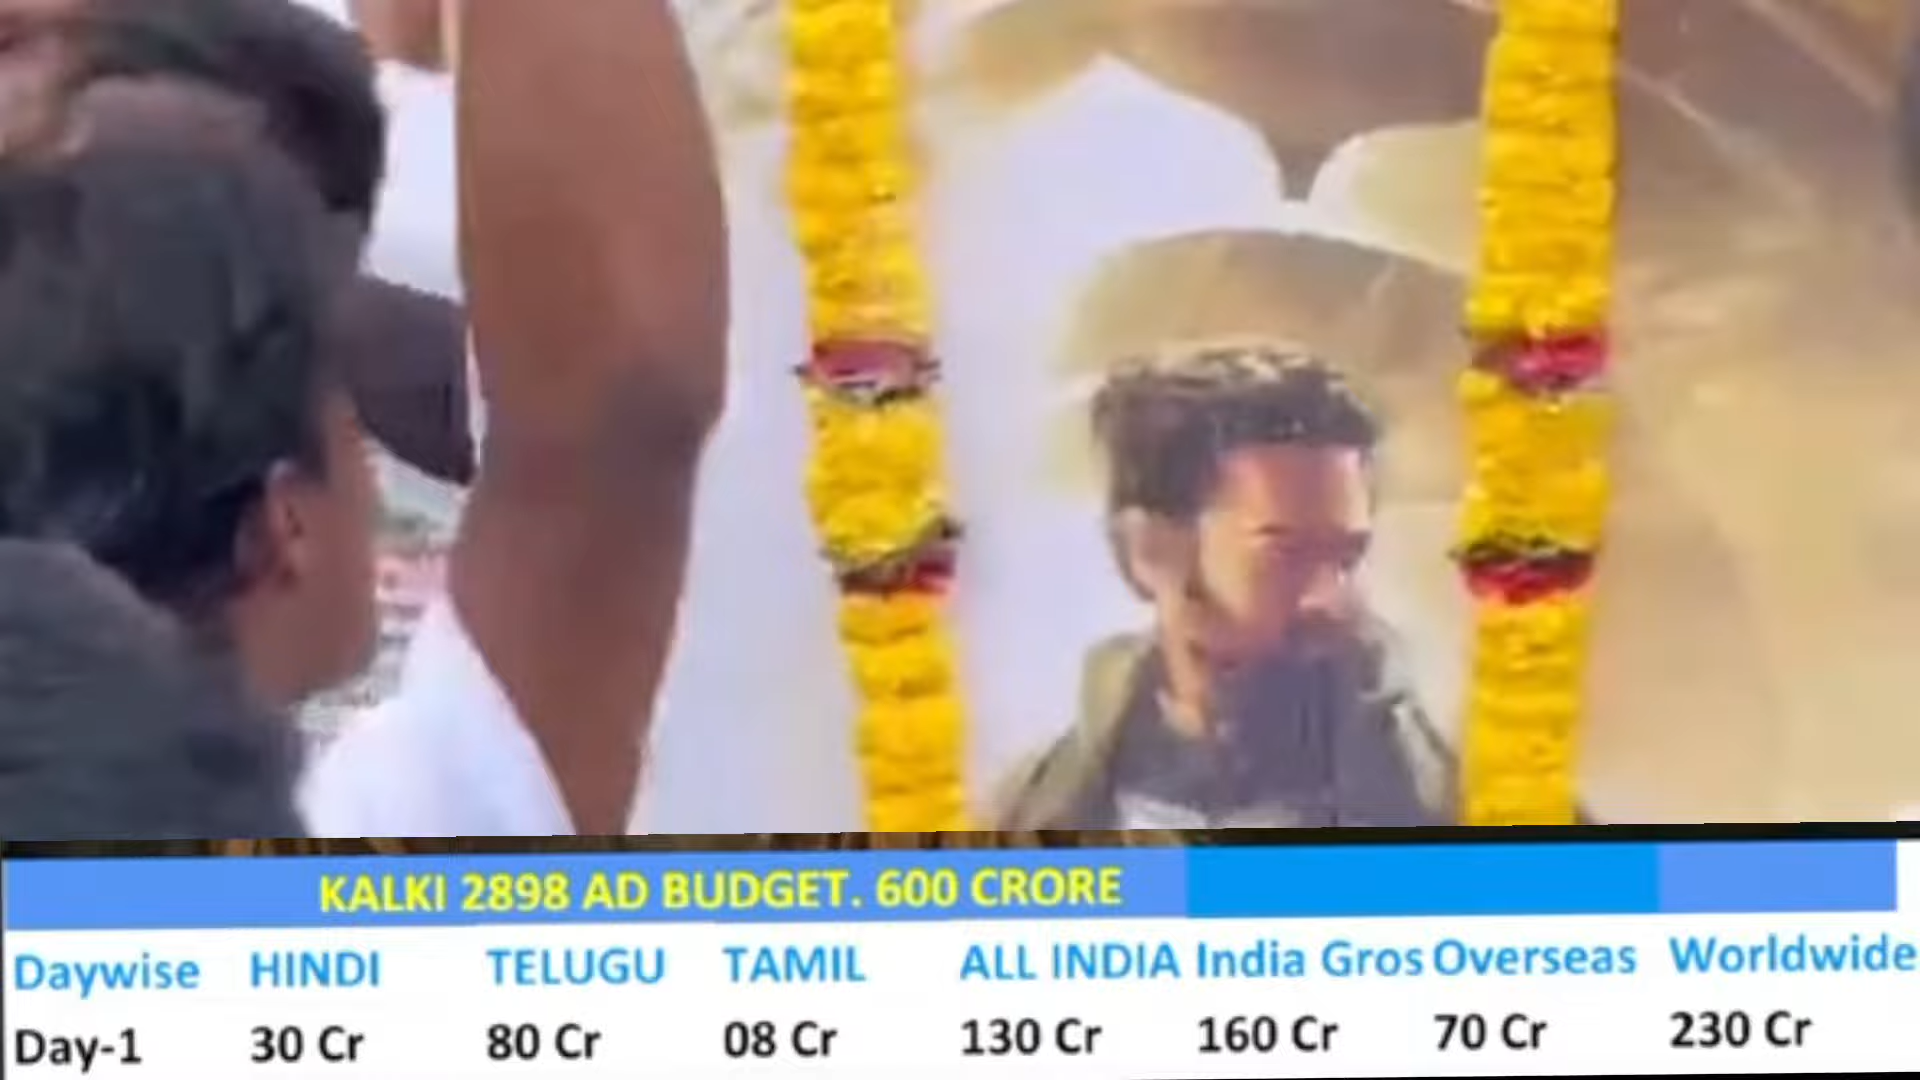 KALKI 2898 AD BUDGET. 600 CRORE
Daywise HINDI TELUGU TAMIL ALL INDIA India Gros Overseas Worldwide
Day-1 30 Cr 80 Cr 08 Cr 130 Cr 160 Cr 70 Cr 230 Cr